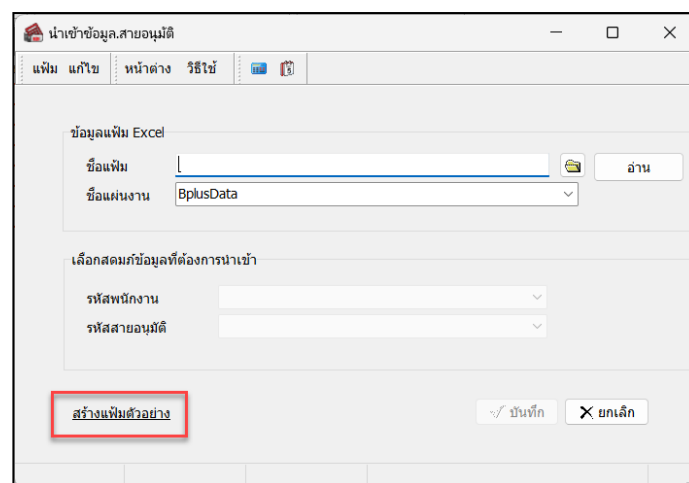 นำเข้าข้อมูล.สายอนุมัติ
แฟ้ม แก้ไข หน้าต่าง วิธีใช้
ข้อมูลแฟ้ม Excel
ชื่อแฟ้ม อ่าน
ชื่อแผ่นงาน BplusData
เลือกสดมภ์ข้อมูลที่ต้องการนำเข้า
รหัสพนักงาน
รหัสสายอนุมัติ
สร้างแฟ้มตัวอย่าง บันทึก ยกเลิก